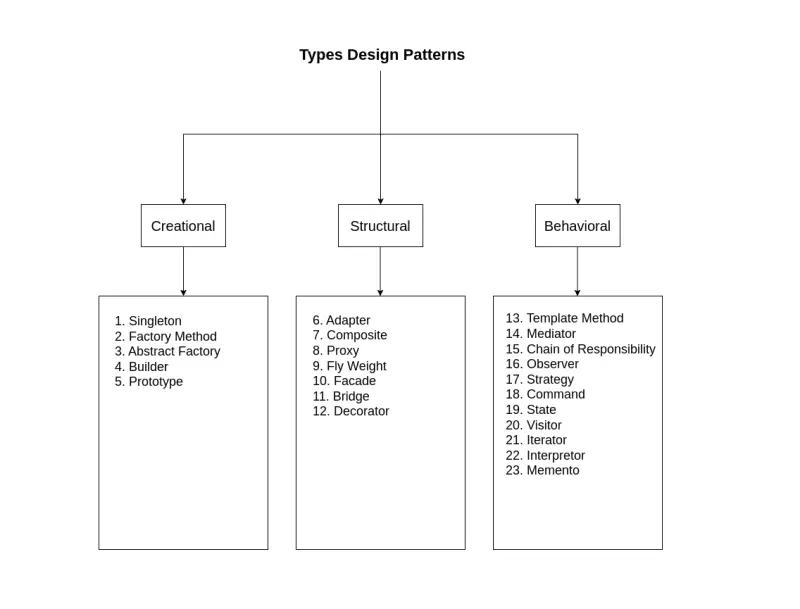 Types Design Patterns
Creational
Structural
Behavioral
1. Singleton
2. Factory Method
3. Abstract Factory
4. Builder
5. Prototype
6. Adapter
7. Composite
8. Proxy
9. Fly Weight
10. Facade
11. Bridge
12. Decorator
13. Template Method
14. Mediator
15. Chain of Responsibility
16. Observer
17. Strategy
18. Command
19. State
20. Visitor
21. Iterator
22. Interpretor
23. Memento